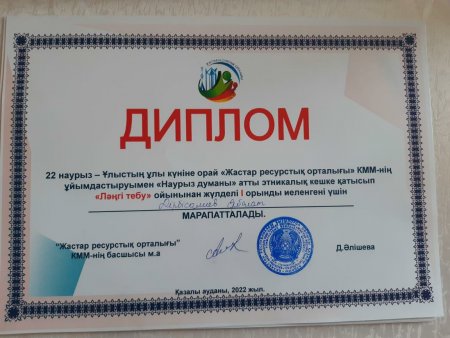 ДИПЛОМ
22 наурыз – Ұлыстың ұлы күніне орай «Жастар ресурстық орталығы» КММ-нің
ұйымдастыруымен «Наурыз думаны» атты этникалық кешке қатысып
«Ләңгі тебу» ойынынан жүлделі І орынды иеленгені үшін
МАРАПАТТАЛАДЫ.
"Жастар ресурстық орталығы"
КММ-нің басшысы м.а
Д.Әлішева
Қазалы ауданы, 2022 жыл.